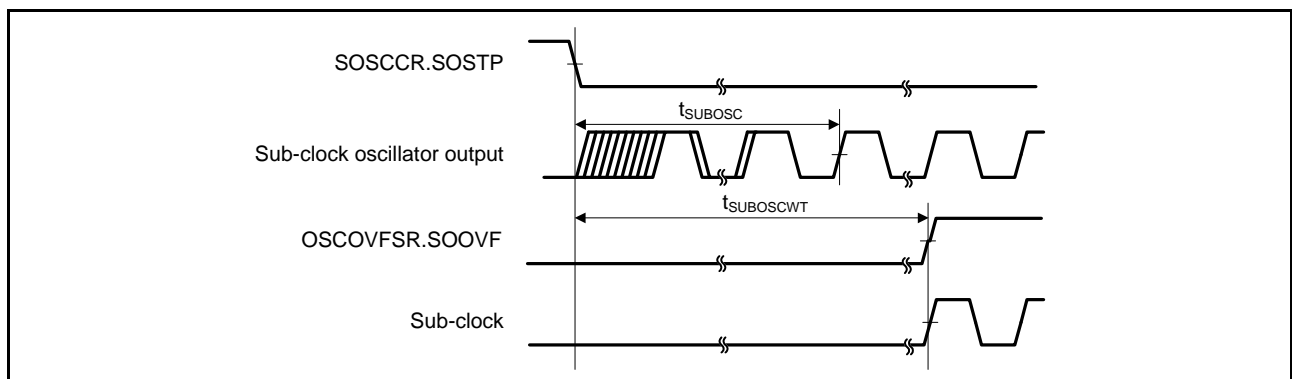 SOSCCR.SOSTP
tSUBOSC
Sub-clock oscillator output
tSUBOSCWT
OSCOVFSR.SOOVF
Sub-clock